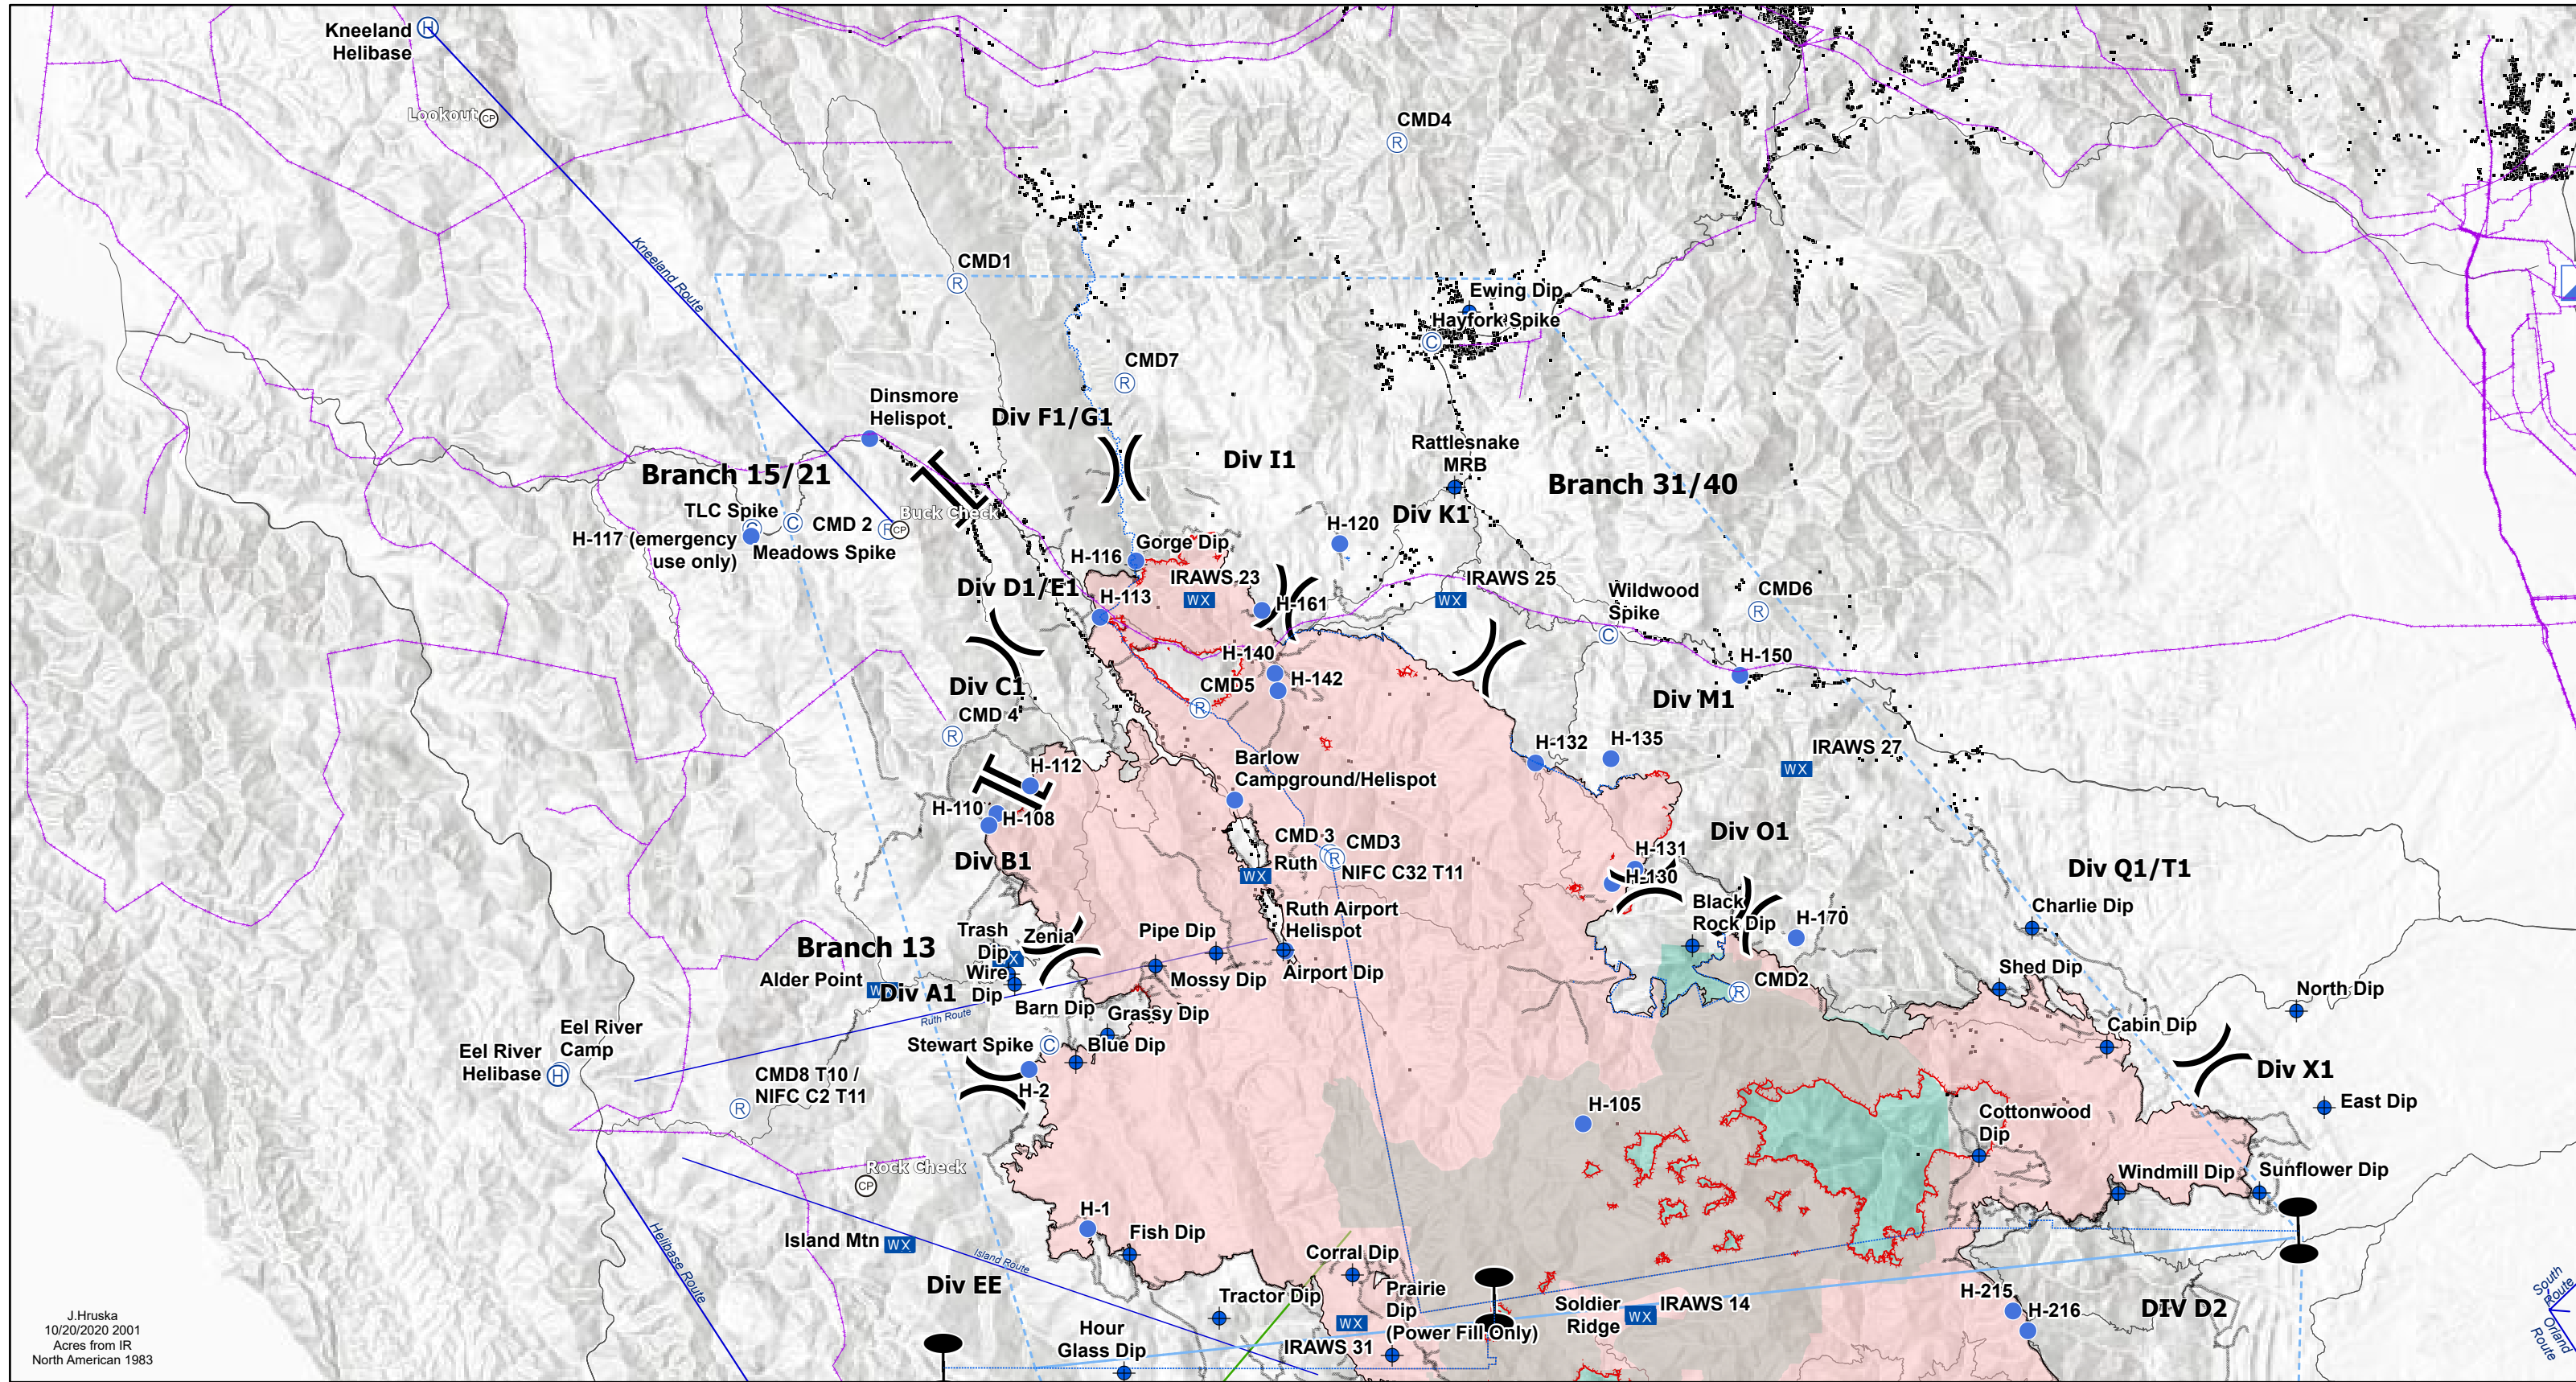 Kneeland
Helibase
H
Lookout
CP
Kneeland Route
CMD4
R
CMD1
R
Ewing Dip
Hayfork Spike
C
CMD7
R
Dinsmore
Helispot
Div F1/G1
Div I1
Rattlesnake
MRB
Branch 15/21
Branch 31/40
TLC Spike
C
CMD 2
CP
Buck Check
H-117 (emergency
use only)
Meadows Spike
Div K1
H-120
H-116
Gorge Dip
IRAWS 23
WX
IRAWS 25
WX
Div D1/E1
H-113
H-161
Wildwood
Spike
C
CMD6
R
H-140
H-142
CMD5
R
H-150
Div C1
Div M1
CMD 4
R
H-132
H-135
IRAWS 27
WX
H-112
Barlow
Campground/Helispot
H-110
H-108
Div B1
CMD 3
CMD3
R
NIFC C32 T11
Ruth
WX
Div O1
H-131
H-130
Div Q1/T1
Charlie Dip
Black
Rock Dip
H-170
Ruth Airport
Helispot
Airport Dip
Pipe Dip
Mossy Dip
Trash
Dip
Zenia
Wire
Dip
Branch 13
Alder Point
Div A1
Barn Dip
Ruth Route
Grassy Dip
Blue Dip
Stewart Spike
C
H-2
CMD2
R
Shed Dip
North Dip
Cabin Dip
Div X1
East Dip
Eel River
Camp
Eel River
Helibase
H
CMD8 T10 /
NIFC C2 T11
R
H-105
Cottonwood
Dip
Windmill Dip
Sunflower Dip
Rock Check
CP
Island Mtn
WX
Helibase Route
Island Route
H-1
Fish Dip
Div EE
Tractor Dip
Hour
Glass Dip
Corral Dip
Prairie
Dip
(Power Fill Only)
WX
IRAWS 31
Soldier
Ridge
WX
IRAWS 14
H-215
H-216
DIV D2
South
Route
Orland
Route
J.Hruska
10/20/2020 2001
Acres from IR
North American 1983